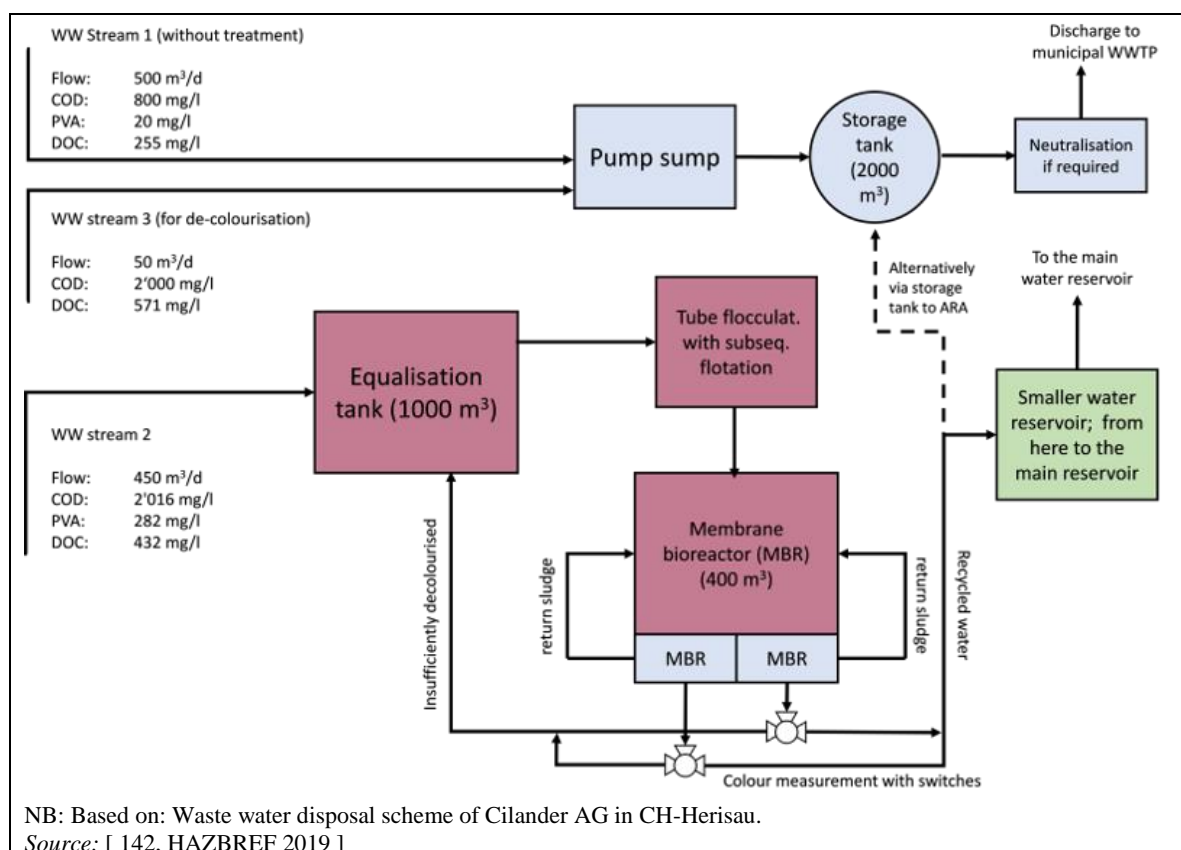 WW Stream 1 (without treatment)
Flow: 500 m³/d
COD: 800 mg/l
PVA: 20 mg/l
DOC: 255 mg/l
Pump sump
Storage
tank
(2000
m³)
Discharge to
municipal WWTP
Neutralisation
if required
WW stream 3 (for de-colourisation)
Flow: 50 m³/d
COD: 2'000 mg/l
DOC: 571 mg/l
Alternatively
via storage
tank to ARA
To the main
water reservoir
Equalisation
tank (1000 m³)
Tube flocculat.
with subseq.
flotation
Smaller water
reservoir; from
here to the
main reservoir
WW stream 2
Flow: 450 m³/d
COD: 2'016 mg/l
PVA: 282 mg/l
DOC: 432 mg/l
Insufficiently decolourised
return sludge
Membrane
bioreactor (MBR)
(400 m³)
return sludge
Recycled water
MBR
MBR
Colour measurement with switches
NB: Based on: Waste water disposal scheme of Cilander AG in CH-Herisau.
Source: [ 142, HAZBREF 2019 ]